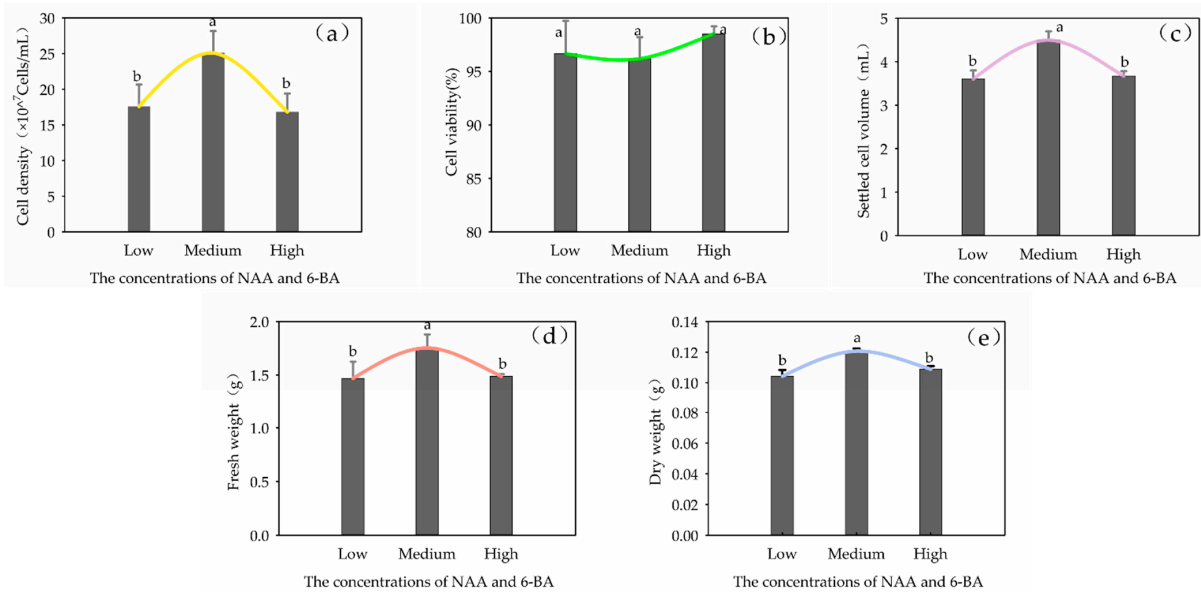 (a)
Cell density（×10^7Cells/mL）
30
25
20
15
10
5
0
b
a
b
Low Medium High
The concentrations of NAA and 6-BA
(b)
Cell viability(%)
100
95
90
85
80
a
a
a
Low Medium High
The concentrations of NAA and 6-BA
(c)
Settled cell volume（mL）
5
4
3
2
1
0
b
a
b
Low Medium High
The concentrations of NAA and 6-BA
(d)
Fresh weight（g）
2.0
1.5
1.0
0.5
0.0
b
a
b
Low Medium High
The concentrations of NAA and 6-BA
(e)
Dry weight（g）
0.14
0.12
0.10
0.08
0.06
0.04
0.02
0.00
b
a
b
Low Medium High
The concentrations of NAA and 6-BA